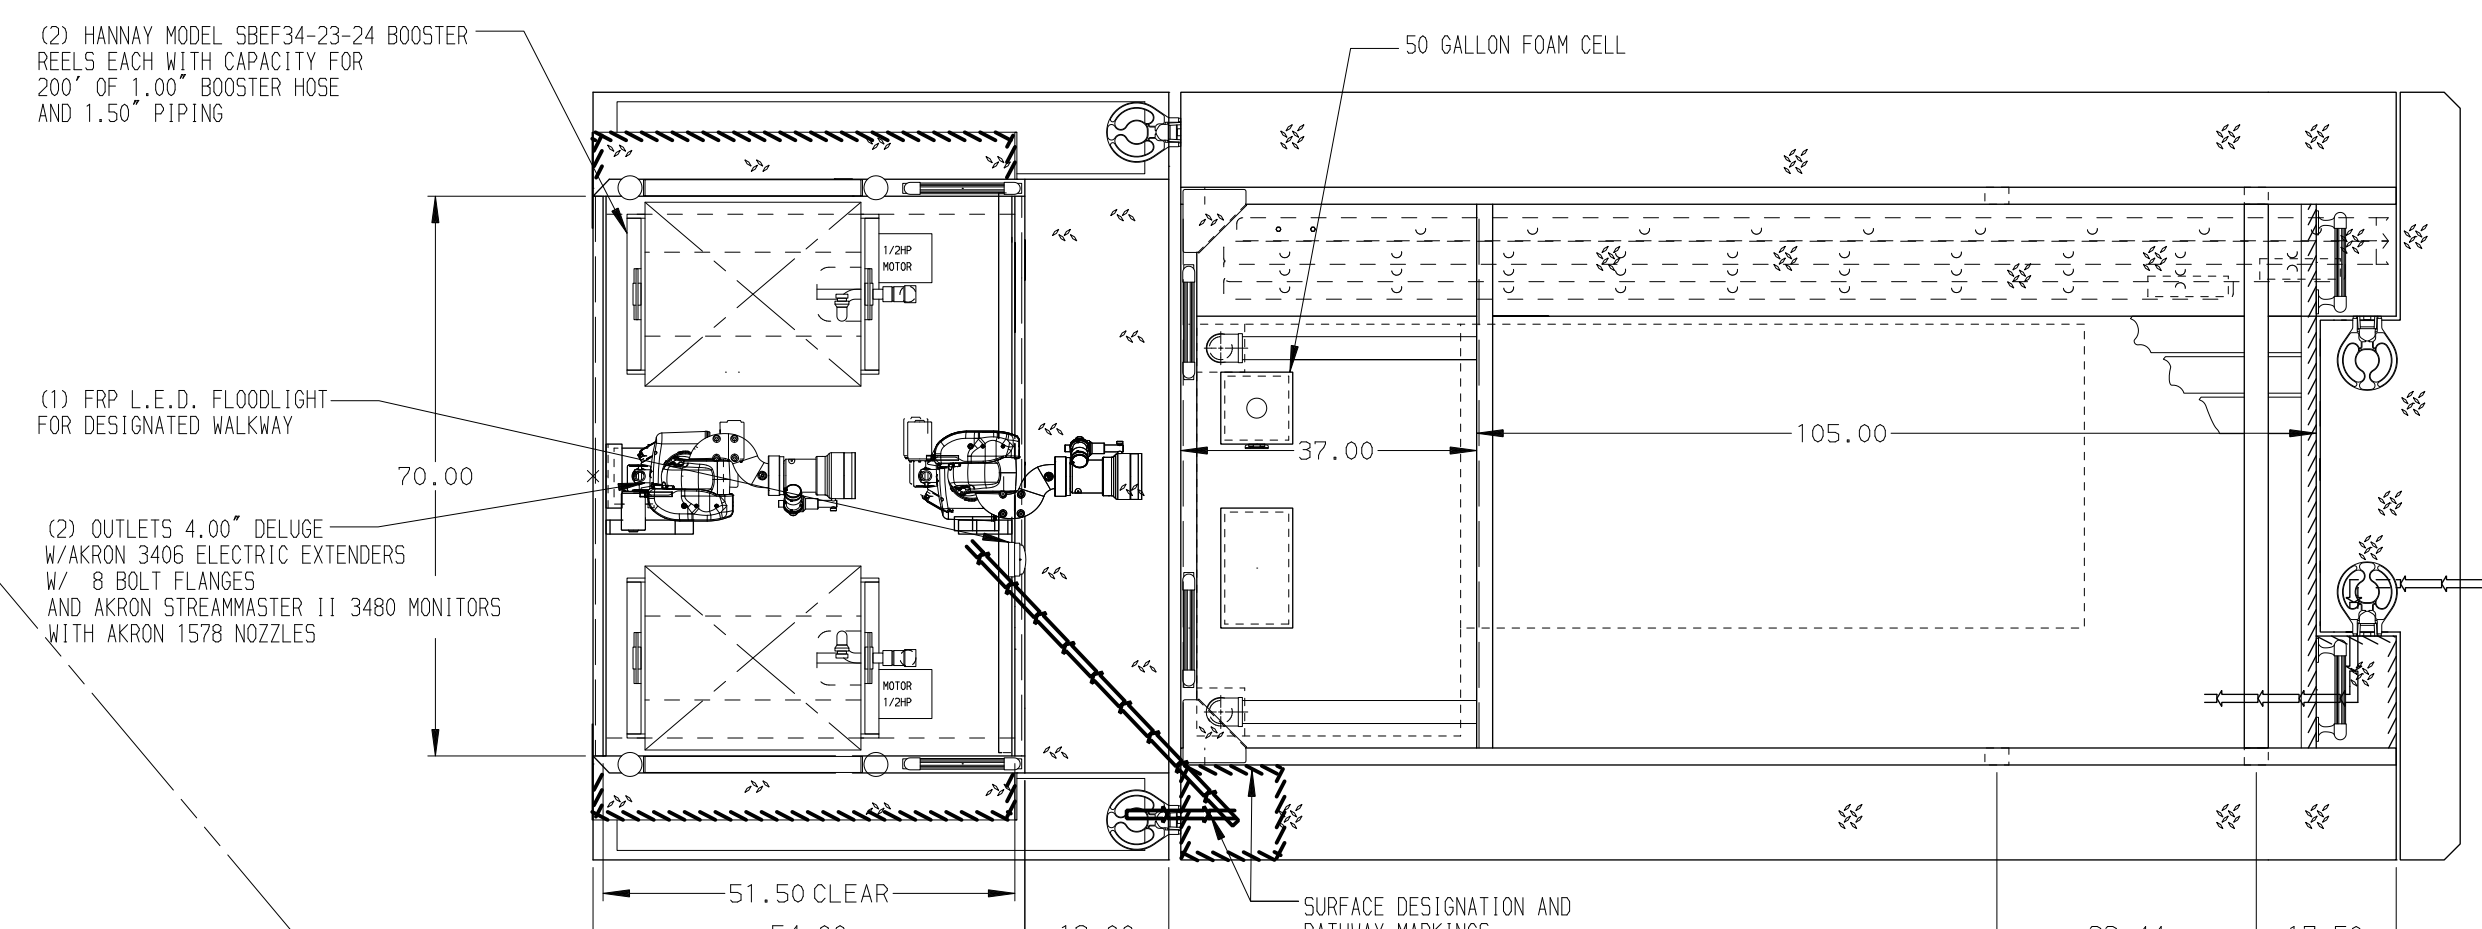 (2) HANNAY MODEL SBEF34-23-24 BOOSTER
REELS EACH WITH CAPACITY FOR
200' OF 1.00" BOOSTER HOSE
AND 1.50" PIPING
50 GALLON FOAM CELL
1/2HP
MOTOR
(1) FRP L.E.D. FLOODLIGHT
FOR DESIGNATED WALKWAY
70.00
37.00
105.00
(2) OUTLETS 4.00" DELUGE
W/AKRON 3406 ELECTRIC EXTENDERS
W/ 8 BOLT FLANGES
AND AKRON STREAMMASTER II 3480 MONITORS
WITH AKRON 1578 NOZZLES
MOTOR
1/2HP
51.50 CLEAR
SURFACE DESIGNATION AND
PATHWAY MARKINGS